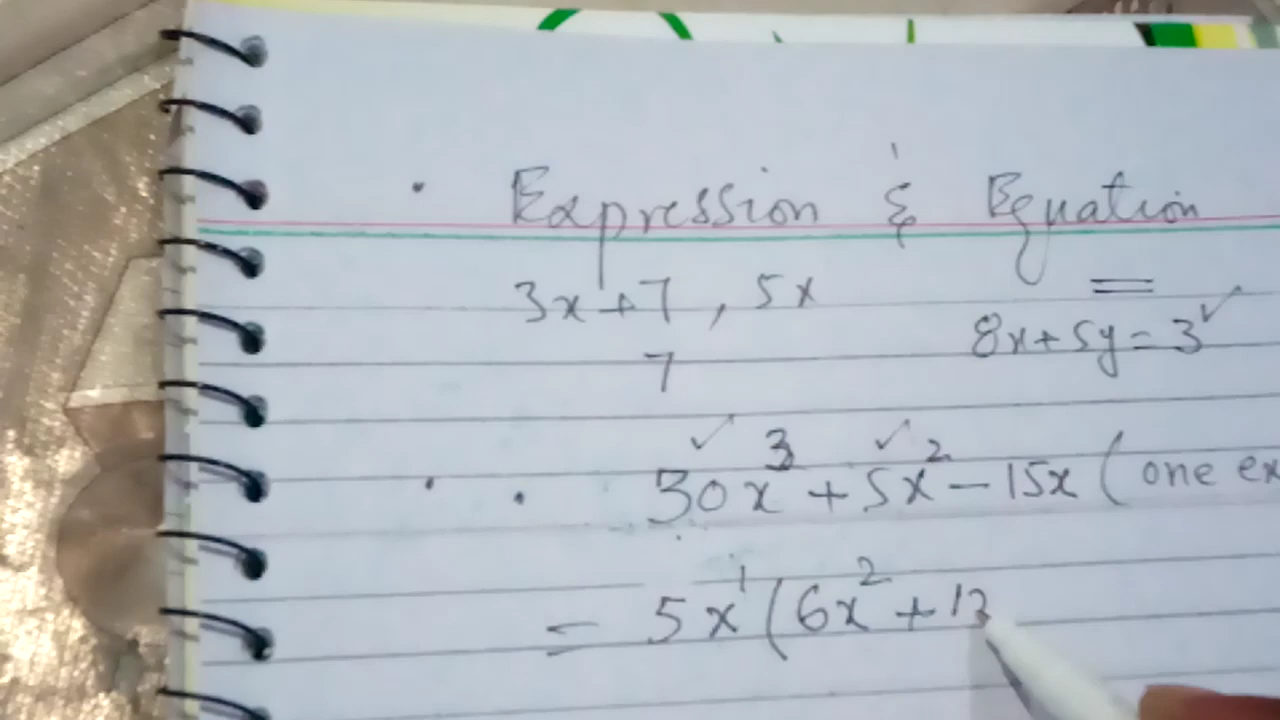 Expression & Equation
3x+7, 5x =
7 8x+5y=3✓
30x³+5x²-15x (one ex
= 5x¹(6x²+1